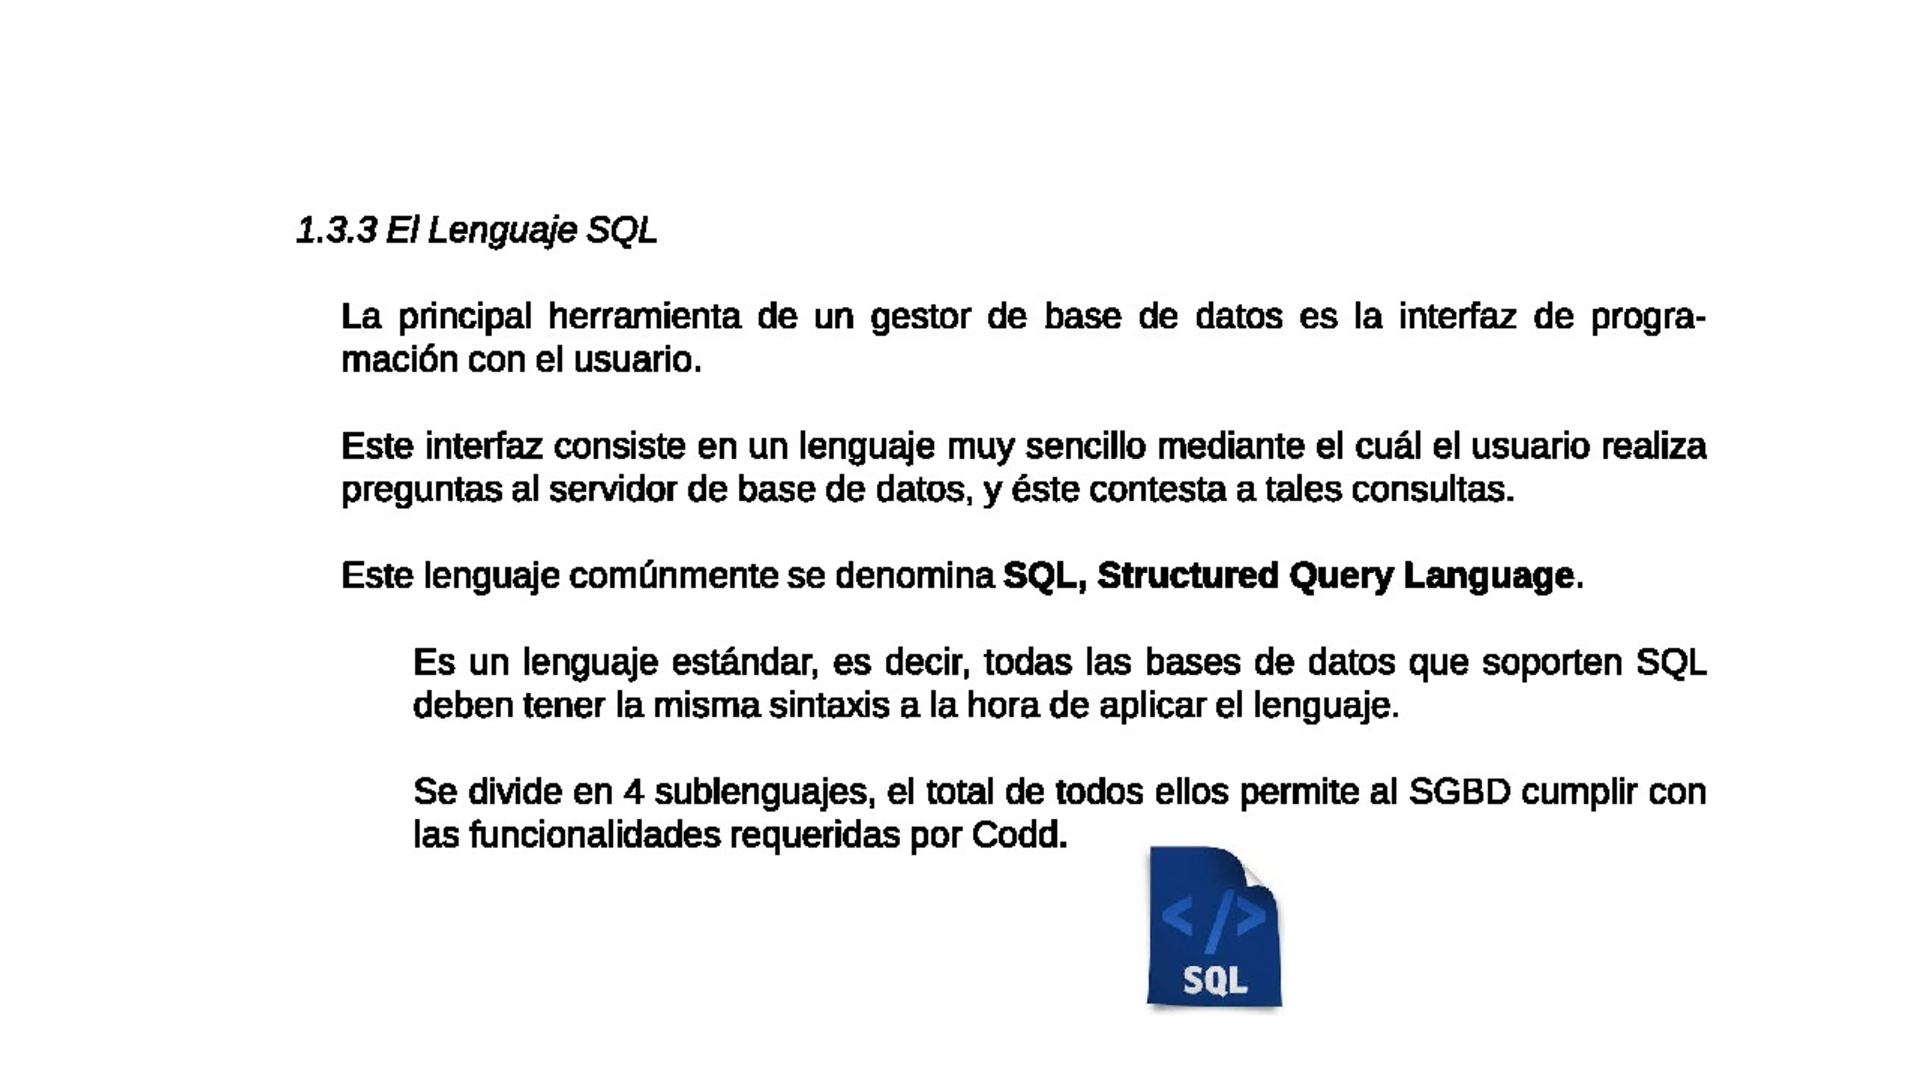 1.3.3 El Lenguaje SQL
La principal herramienta de un gestor de base de datos es la interfaz de progra-
mación con el usuario.
Este interfaz consiste en un lenguaje muy sencillo mediante el cuál el usuario realiza
preguntas al servidor de base de datos, y éste contesta a tales consultas.
Este lenguaje comúnmente se denomina SQL, Structured Query Language.
Es un lenguaje estándar, es decir, todas las bases de datos que soporten SQL
deben tener la misma sintaxis a la hora de aplicar el lenguaje.
Se divide en 4 sublenguajes, el total de todos ellos permite al SGBD cumplir con
las funcionalidades requeridas por Codd.
</>
SQL